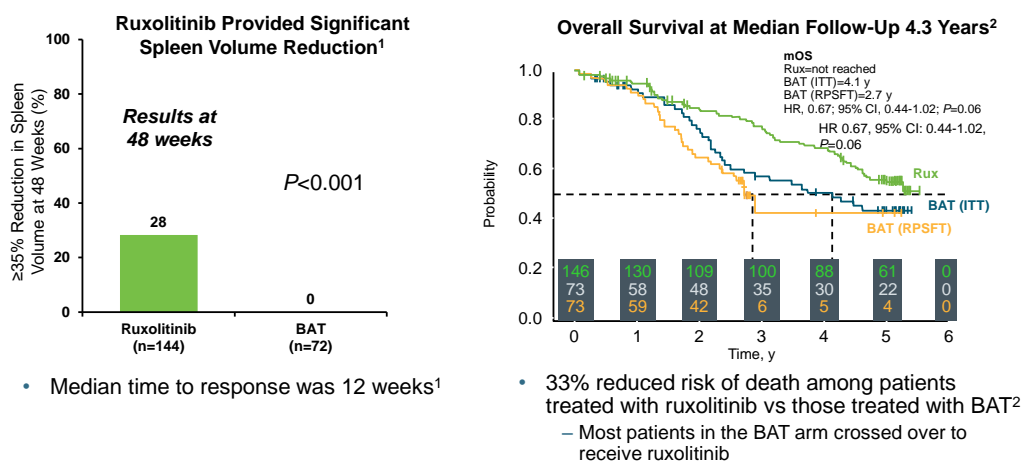 Ruxolitinib Provided Significant
Spleen Volume Reduction¹
≥35% Reduction in Spleen
Volume at 48 Weeks (%)
100
80
60
40
20
0
Results at
48 weeks
P<0.001
28
0
Ruxolitinib
(n=144)
BAT
(n=72)
• Median time to response was 12 weeks¹
Overall Survival at Median Follow-Up 4.3 Years²
mOS
Rux=not reached
BAT (ITT)=4.1 y
BAT (RPSFT)=2.7 y
HR, 0.67; 95% CI, 0.44-1.02; P=0.06
HR 0.67, 95% CI: 0.44-1.02,
P=0.06
Probability
1.0
0.8
0.6
0.4
0.2
0.0
Rux
BAT (ITT)
BAT (RPSFT)
146 130 109 100 88 61 0
73 58 48 35 30 22 0
73 59 42 6 5 4 0
0 1 2 3 4 5 6
Time, y
• 33% reduced risk of death among patients
treated with ruxolitinib vs those treated with BAT²
– Most patients in the BAT arm crossed over to
receive ruxolitinib